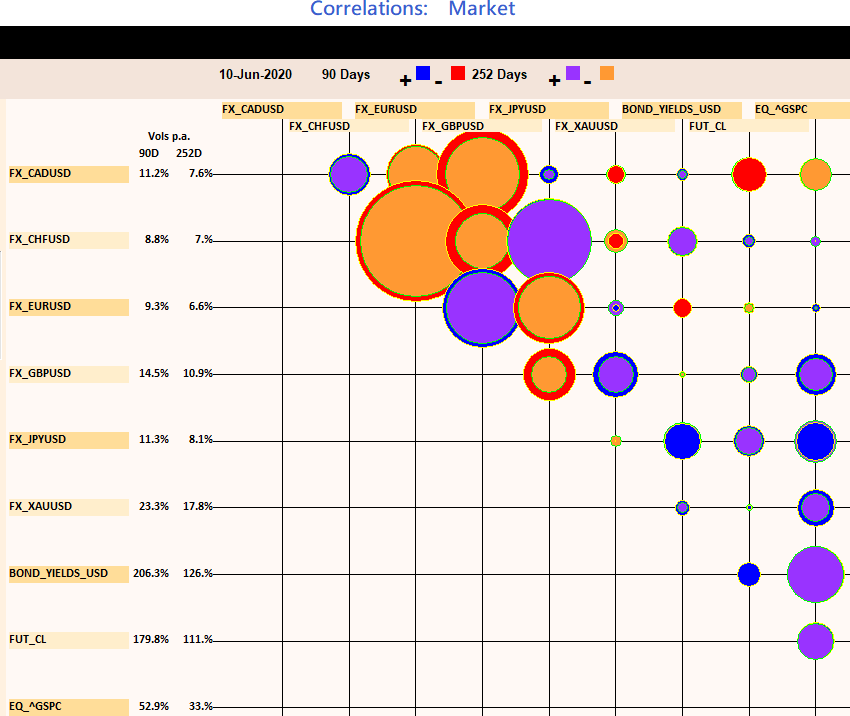 Correlations: Market
10-Jun-2020 90 Days + - 252 Days + -
FX_CADUSD FX_EURUSD FX_JPYUSD BOND_YIELDS_USD EQ_^GSPC
FX_CHFUSD FX_GBPUSD FX_XAUUSD FUT_CL
Vols p.a.
90D 252D
FX_CADUSD 11.2% 7.6%
FX_CHFUSD 8.8% 7.%
FX_EURUSD 9.3% 6.6%
FX_GBPUSD 14.5% 10.9%
FX_JPYUSD 11.3% 8.1%
FX_XAUUSD 23.3% 17.8%
BOND_YIELDS_USD 206.3% 126.%
FUT_CL 179.8% 111.%
EQ_^GSPC 52.9% 33.%